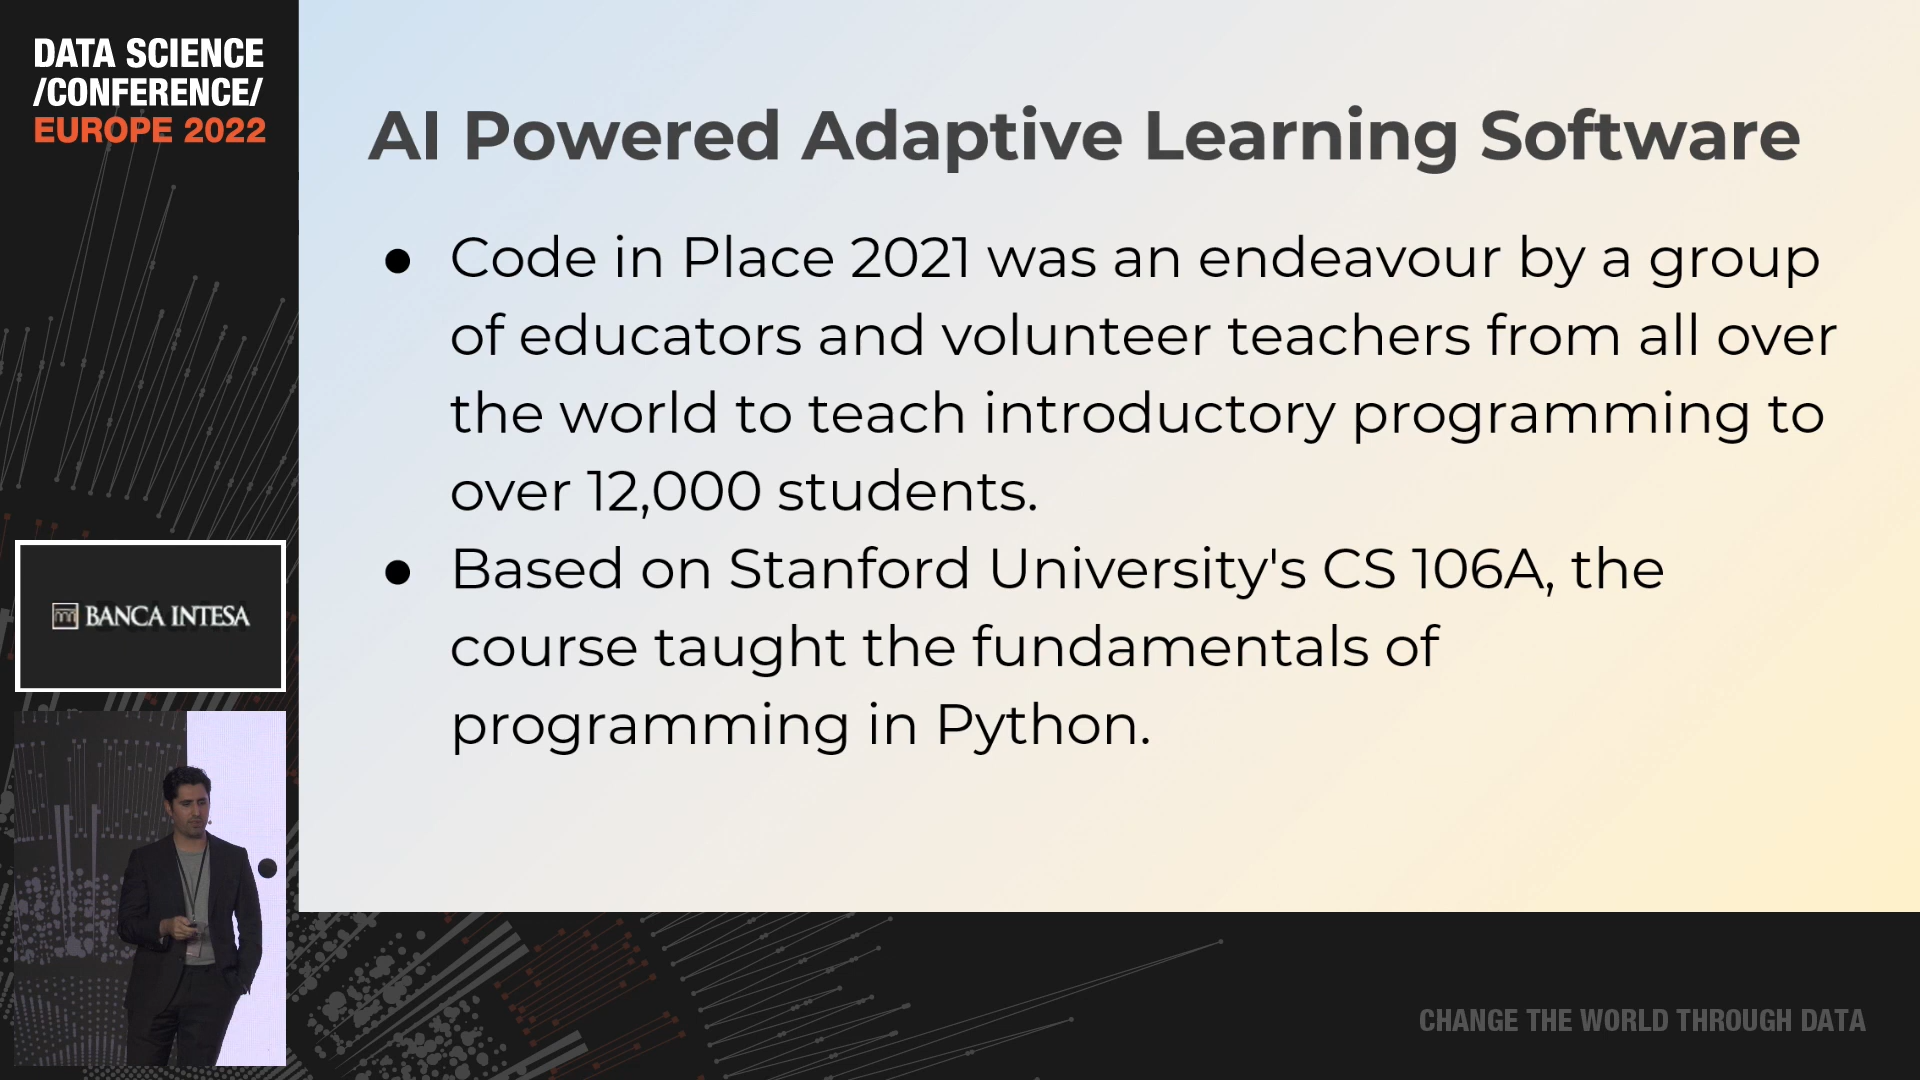 DATA SCIENCE
/CONFERENCE/
EUROPE 2022
AI Powered Adaptive Learning Software
● Code in Place 2021 was an endeavour by a group
of educators and volunteer teachers from all over
the world to teach introductory programming to
over 12,000 students.
● Based on Stanford University's CS 106A, the
course taught the fundamentals of
programming in Python.
BANCA INTESA
CHANGE THE WORLD THROUGH DATA